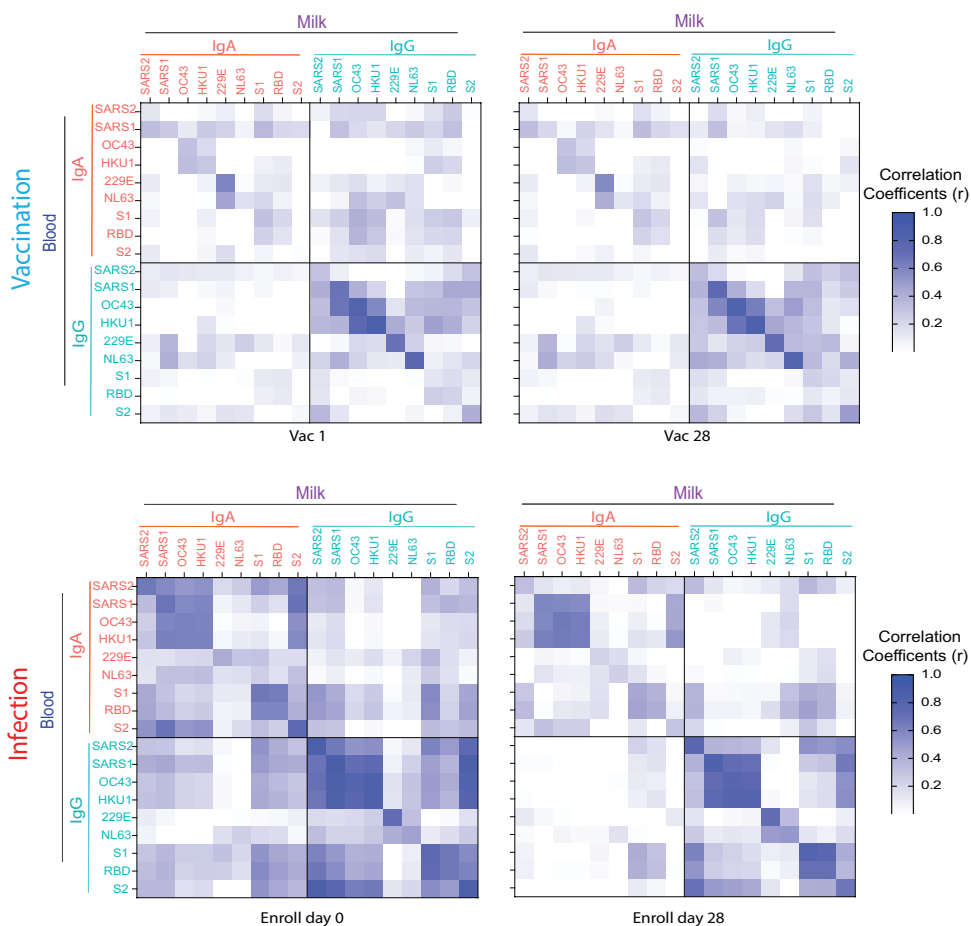 Milk
IgA
IgG
SARS2
SARS1
OC43
HKU1
229E
NL63
S1
RBD
S2
SARS2
SARS1
OC43
HKU1
229E
NL63
S1
RBD
S2
Vaccination
Blood
IgA
SARS2
SARS1
OC43
HKU1
229E
NL63
S1
RBD
S2
IgG
SARS2
SARS1
OC43
HKU1
229E
NL63
S1
RBD
S2
Vac 1
Milk
IgA
IgG
SARS2
SARS1
OC43
HKU1
229E
NL63
S1
RBD
S2
SARS2
SARS1
OC43
HKU1
229E
NL63
S1
RBD
S2
Vac 28
Correlation
Coefficents (r)
1.0
0.8
0.6
0.4
0.2
Milk
IgA
IgG
SARS2
SARS1
OC43
HKU1
229E
NL63
S1
RBD
S2
SARS2
SARS1
OC43
HKU1
229E
NL63
S1
RBD
S2
Infection
Blood
IgA
SARS2
SARS1
OC43
HKU1
229E
NL63
S1
RBD
S2
IgG
SARS2
SARS1
OC43
HKU1
229E
NL63
S1
RBD
S2
Enroll day 0
Milk
IgA
IgG
SARS2
SARS1
OC43
HKU1
229E
NL63
S1
RBD
S2
SARS2
SARS1
OC43
HKU1
229E
NL63
S1
RBD
S2
Enroll day 28
Correlation
Coefficents (r)
1.0
0.8
0.6
0.4
0.2